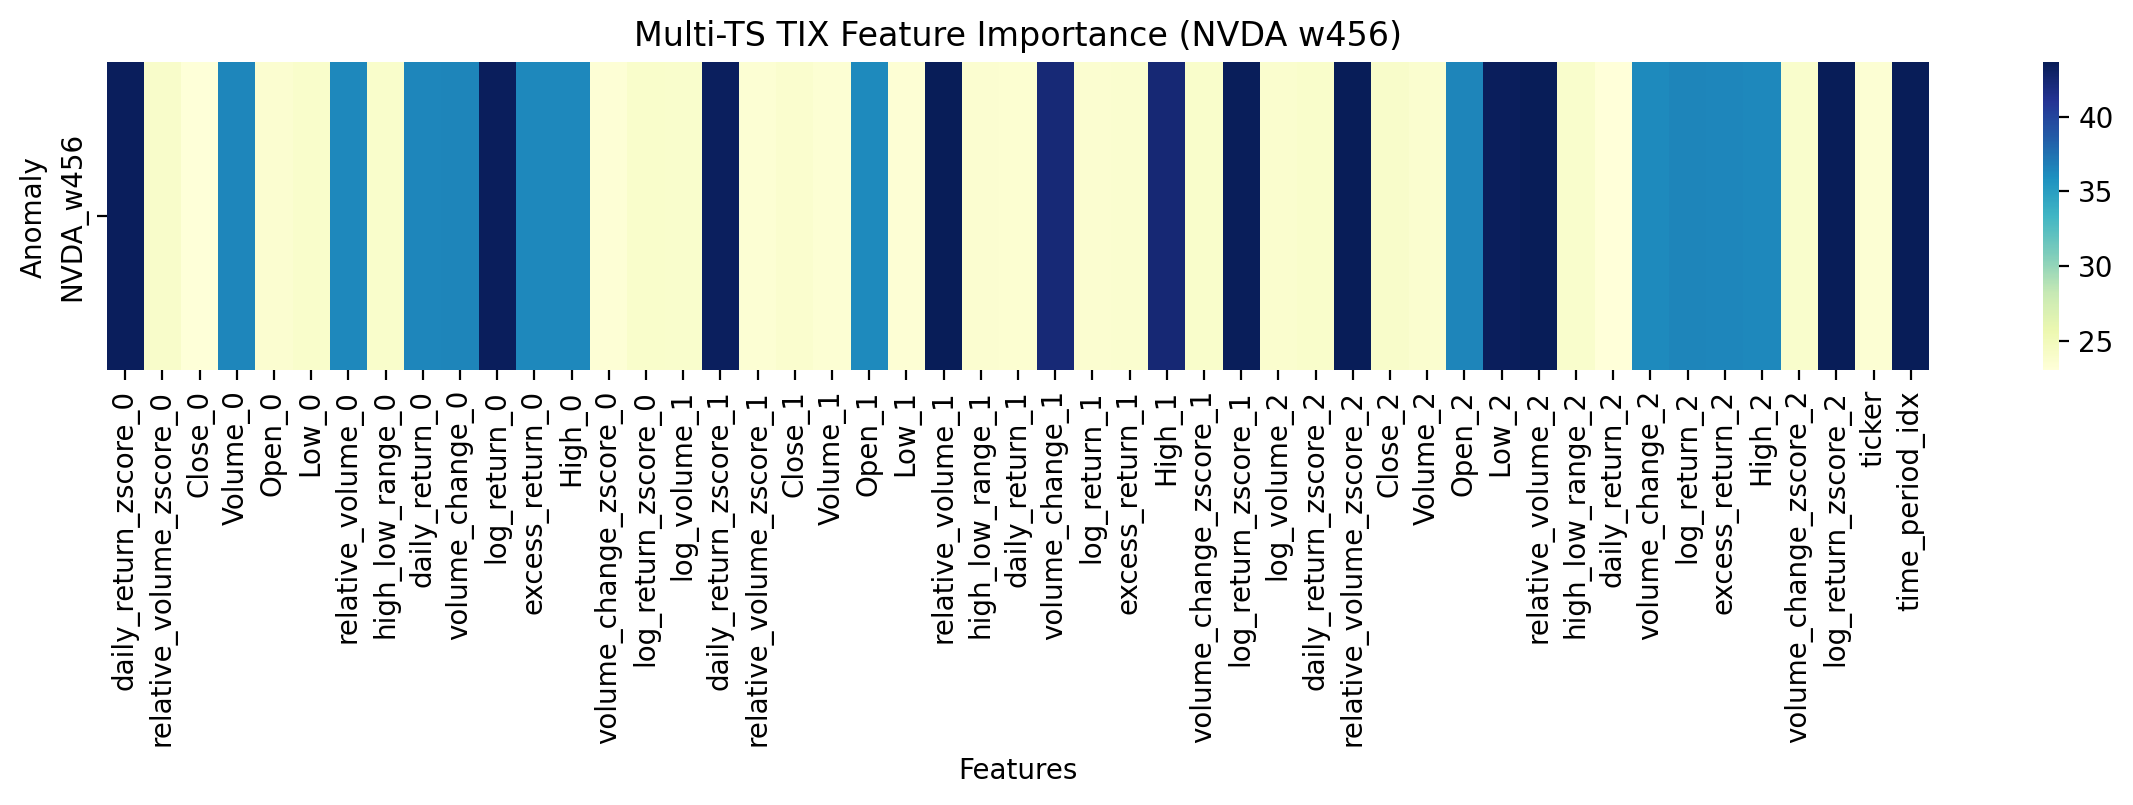 Multi-TS TIX Feature Importance (NVDA w456)
Anomaly
NVDA_w456
40
35
30
25
daily_return_zscore_0
relative_volume_zscore_0
Close_0
Volume_0
Open_0
Low_0
relative_volume_0
high_low_range_0
daily_return_0
volume_change_0
log_return_0
excess_return_0
High_0
volume_change_zscore_0
log_return_zscore_0
log_volume_1
daily_return_zscore_1
relative_volume_zscore_1
Close_1
Volume_1
Open_1
Low_1
relative_volume_1
high_low_range_1
daily_return_1
volume_change_1
log_return_1
excess_return_1
High_1
volume_change_zscore_1
log_return_zscore_1
log_volume_2
daily_return_zscore_2
relative_volume_zscore_2
Close_2
Volume_2
Open_2
Low_2
relative_volume_2
high_low_range_2
daily_return_2
volume_change_2
log_return_2
excess_return_2
High_2
volume_change_zscore_2
log_return_zscore_2
ticker
time_period_idx
Features